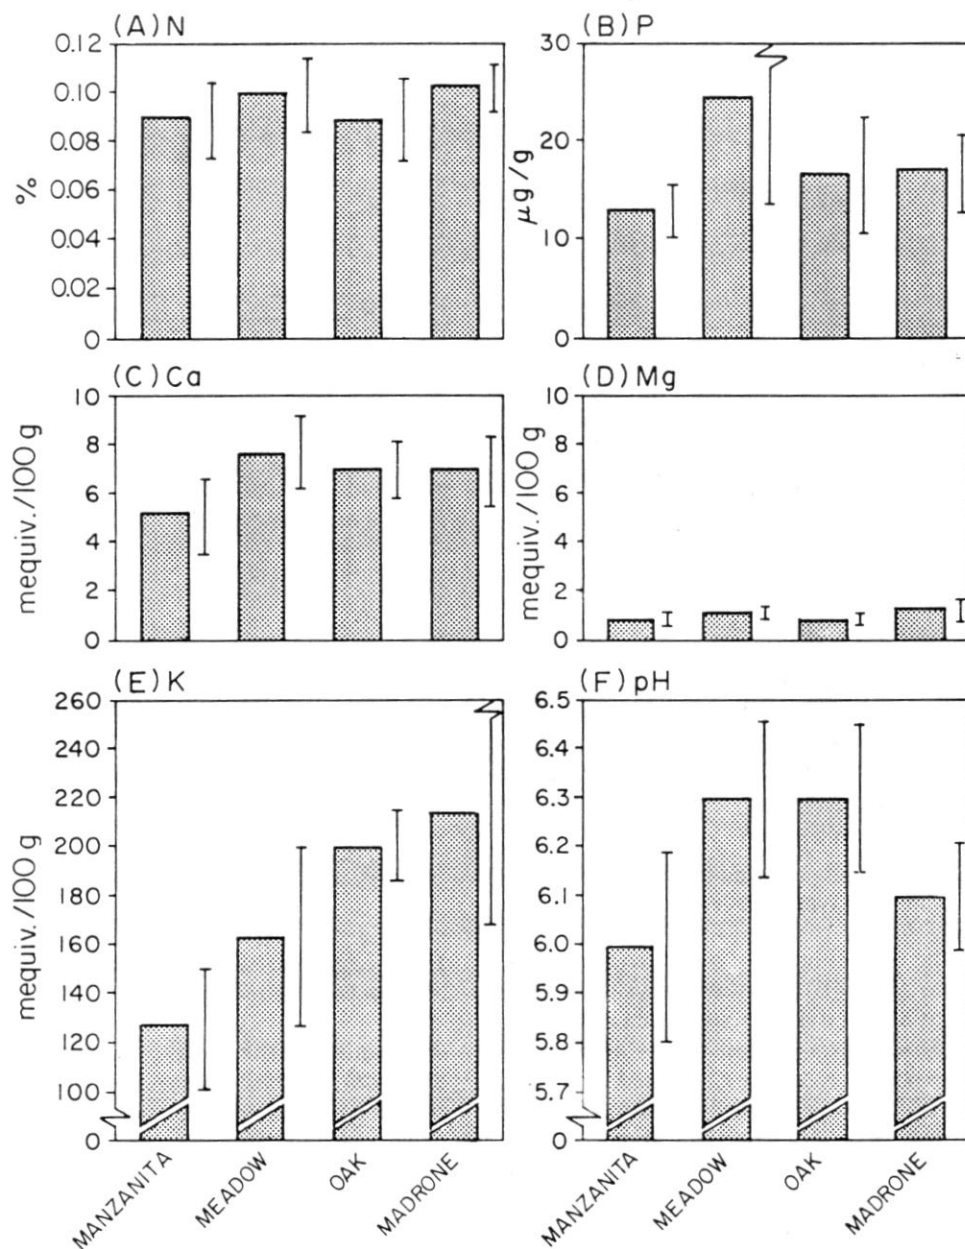 (A) N
0.12
0.10
0.08
0.06
0.04
0.02
0
%
(B) P
30
20
10
0
μg/g
(C) Ca
10
8
6
4
2
0
mequiv./100 g
(D) Mg
10
8
6
4
2
0
mequiv./100 g
(E) K
260
240
220
200
180
160
130
120
100
0
mequiv./100 g
MANZANITA
MEADOW
OAK
MADRONE
(F) pH
6.5
6.4
6.3
6.2
6.1
6.0
5.9
5.8
5.7
0
MANZANITA
MEADOW
OAK
MADRONE